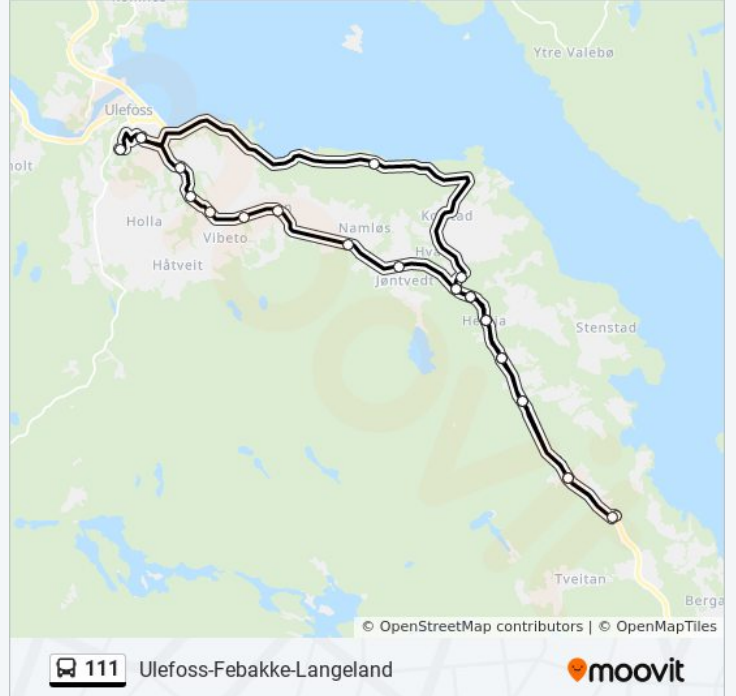 Ytre Valebø
Ulefoss
holt
Holla
Vibeto
Namløs
Håtveit
Jøntvedt
Stenstad
Tveitan
Berga
© OpenStreetMap contributors | © OpenMapTiles
111 Ulefoss-Febakke-Langeland
moovit